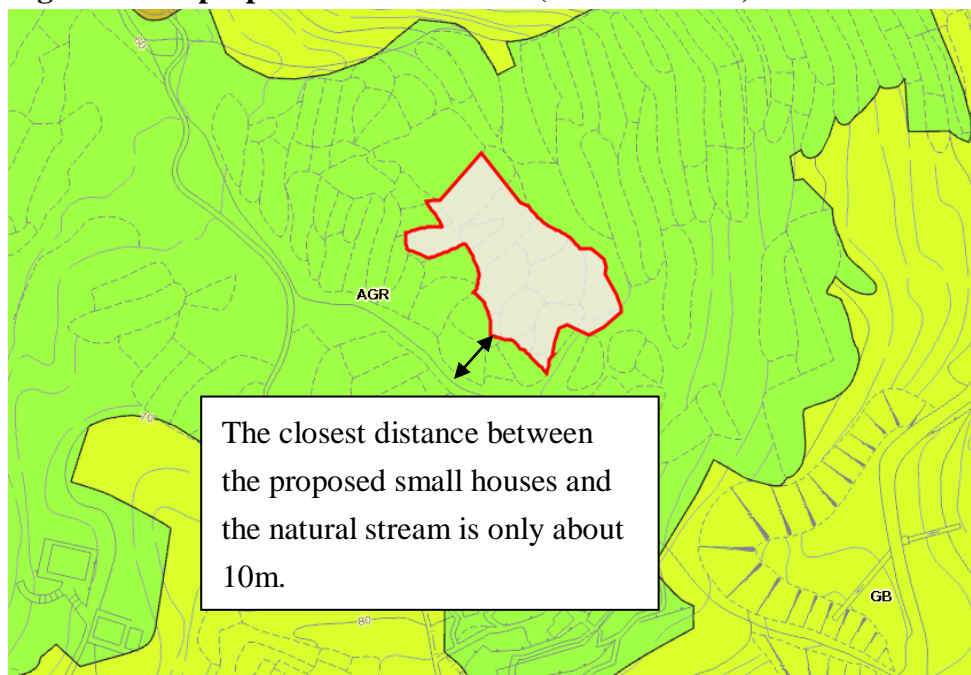 60
AGR
70
The closest distance between
the proposed small houses and
the natural stream is only about
10m.
GB
80